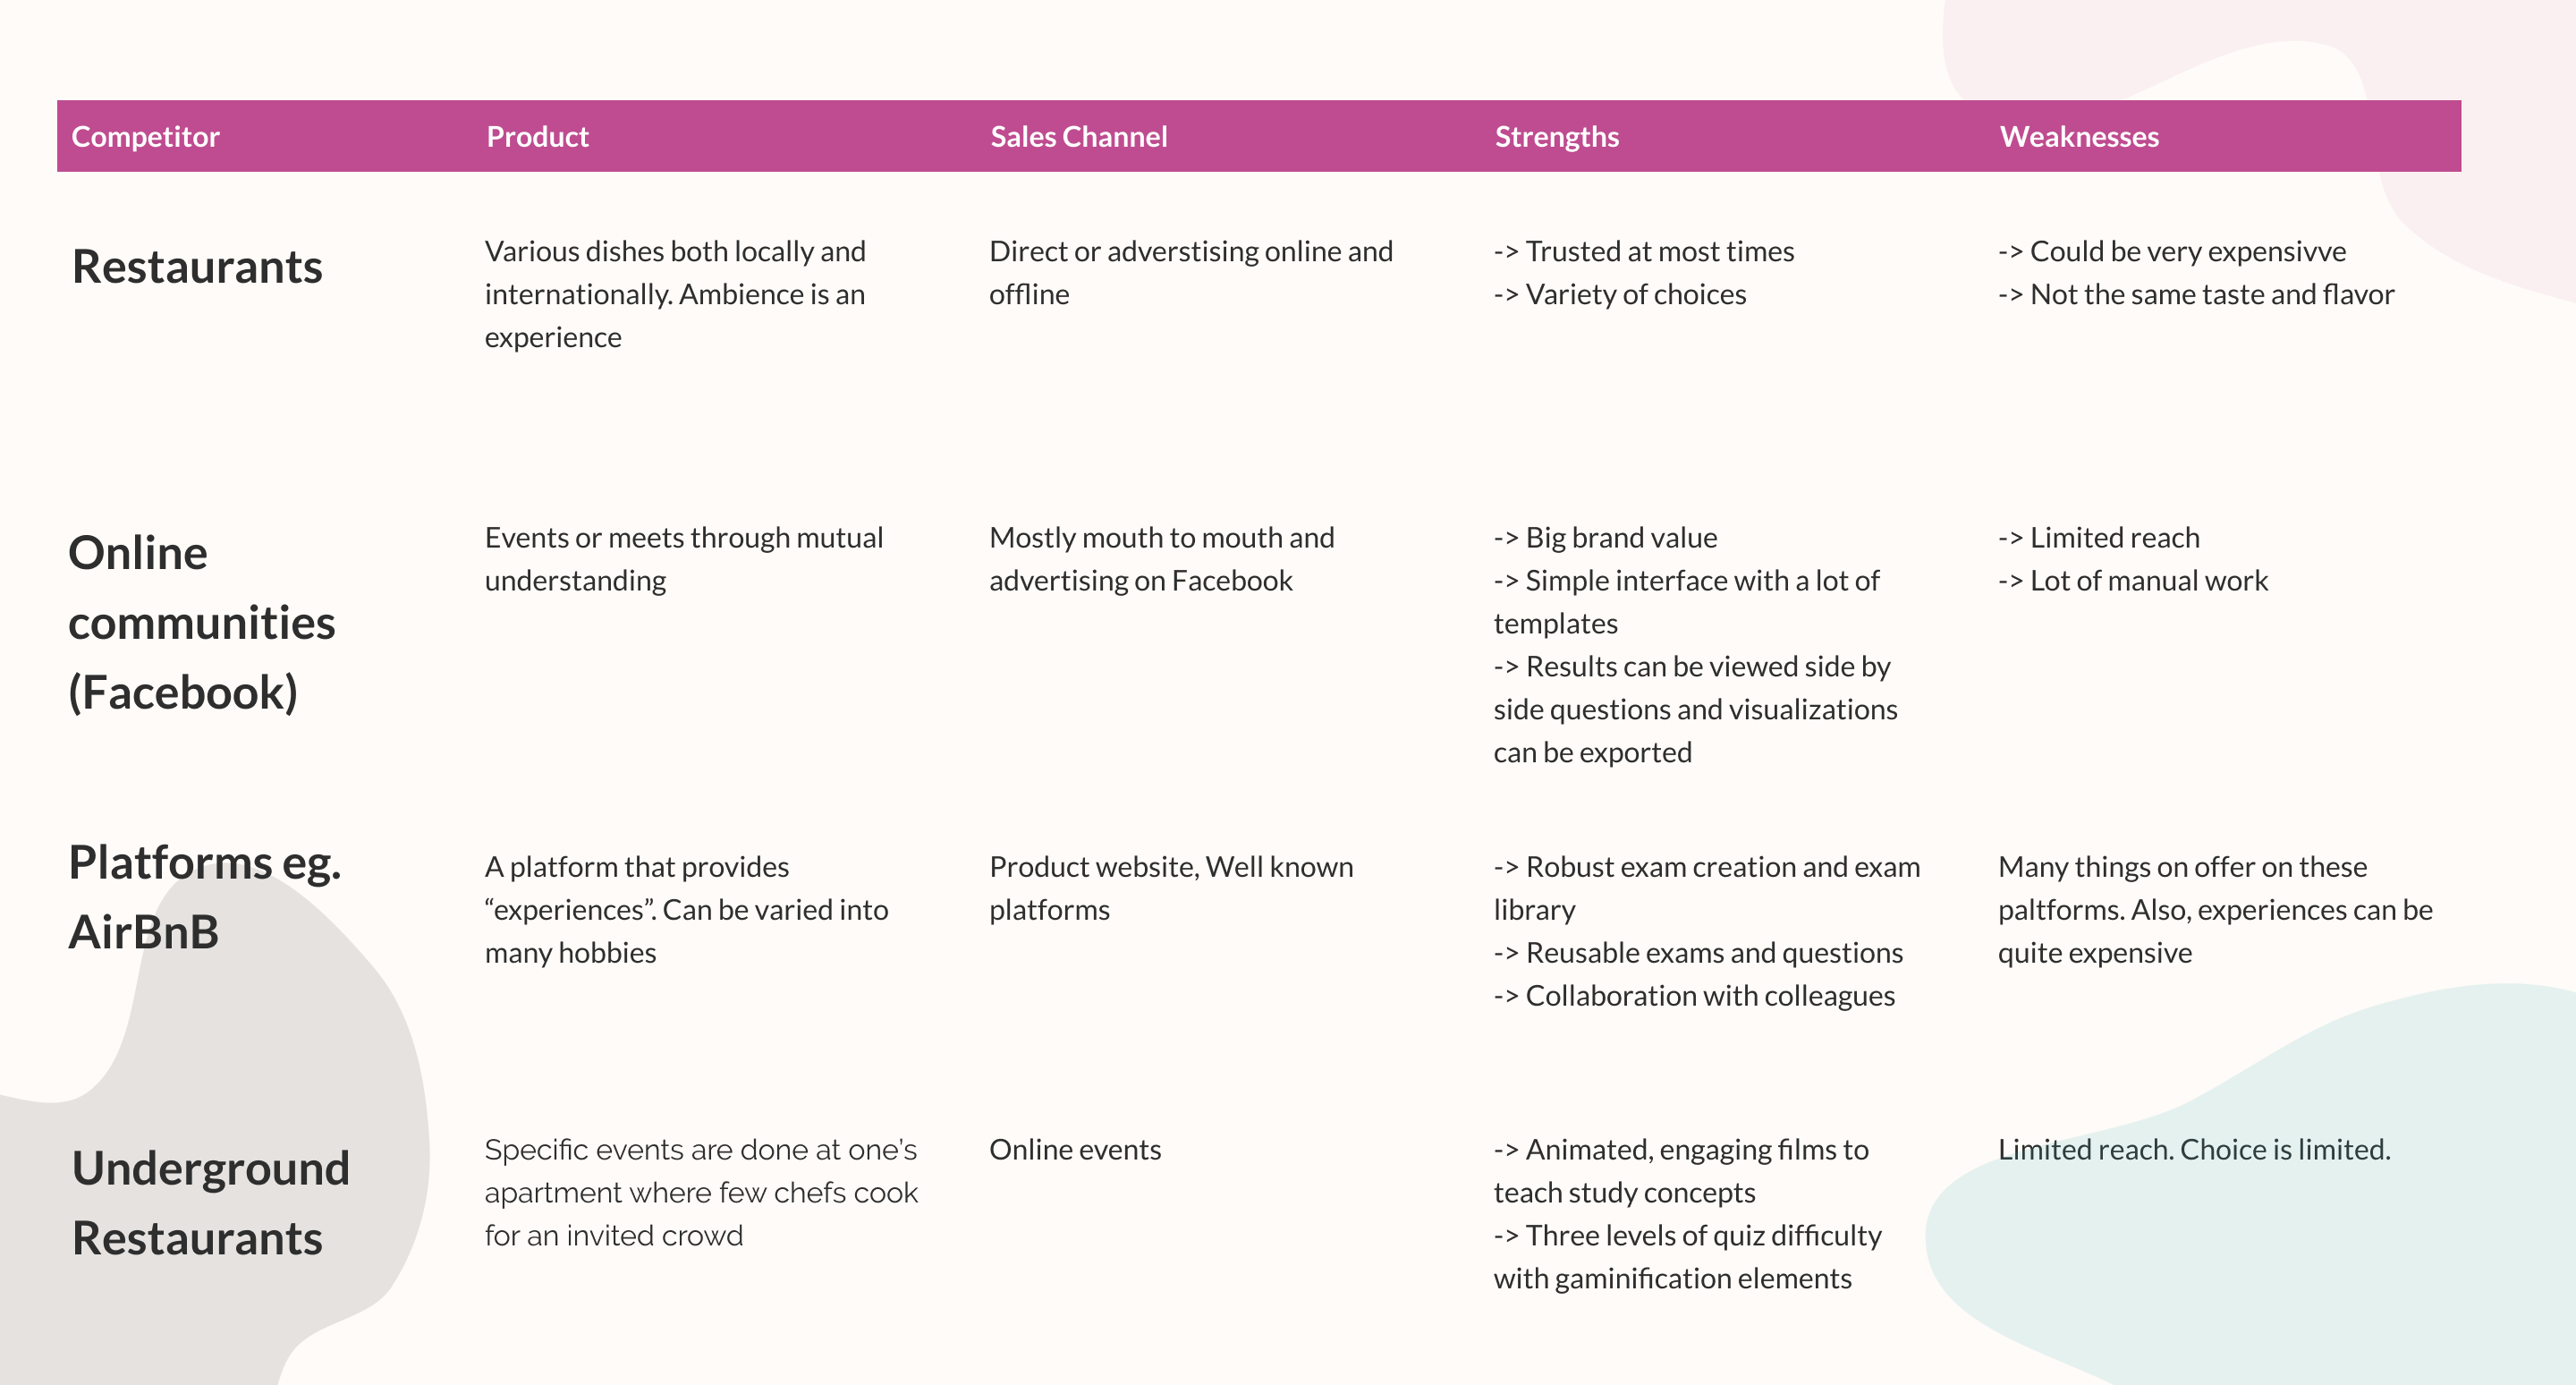 Competitor Product Sales Channel Strengths Weaknesses
Restaurants
Various dishes both locally and
internationally. Ambience is an
experience
Direct or adverstising online and
offline
-> Trusted at most times
-> Variety of choices
-> Could be very expensivve
-> Not the same taste and flavor
Online
communities
(Facebook)
Events or meets through mutual
understanding
Mostly mouth to mouth and
advertising on Facebook
-> Big brand value
-> Simple interface with a lot of
templates
-> Results can be viewed side by
side questions and visualizations
can be exported
-> Limited reach
-> Lot of manual work
Platforms eg.
AirBnB
A platform that provides
“experiences”. Can be varied into
many hobbies
Product website, Well known
platforms
-> Robust exam creation and exam
library
-> Reusable exams and questions
-> Collaboration with colleagues
Many things on offer on these
paltforms. Also, experiences can be
quite expensive
Underground
Restaurants
Specific events are done at one’s
apartment where few chefs cook
for an invited crowd
Online events
-> Animated, engaging films to
teach study concepts
-> Three levels of quiz difficulty
with gaminification elements
Limited reach. Choice is limited.